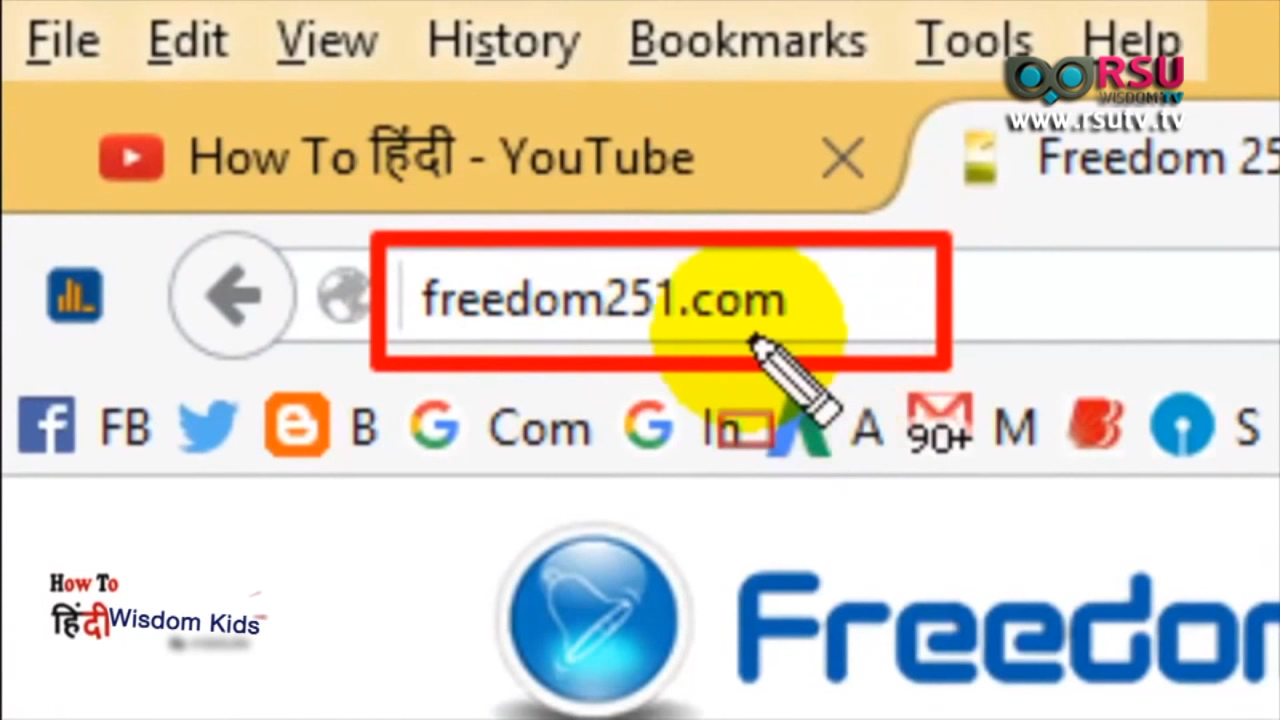 File Edit View History Bookmarks Tools Help
RSU
WISDOM TV
www.rsutv.tv
How To हिंदी - YouTube
Freedom 25
freedom251.com
FB B Com In A 90+ M S
How To
हिंदी Wisdom Kids
Freedom